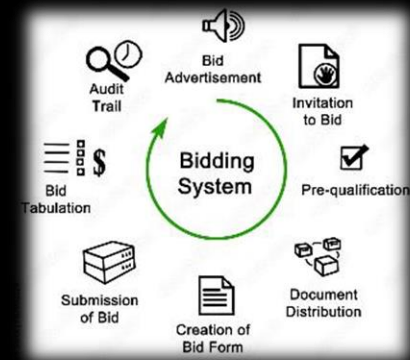 Bid
Advertisement
Invitation
to Bid
Pre-qualification
Document
Distribution
Creation of
Bid Form
Submission
of Bid
Bid
Tabulation
$
Audit
Trail
Bidding
System